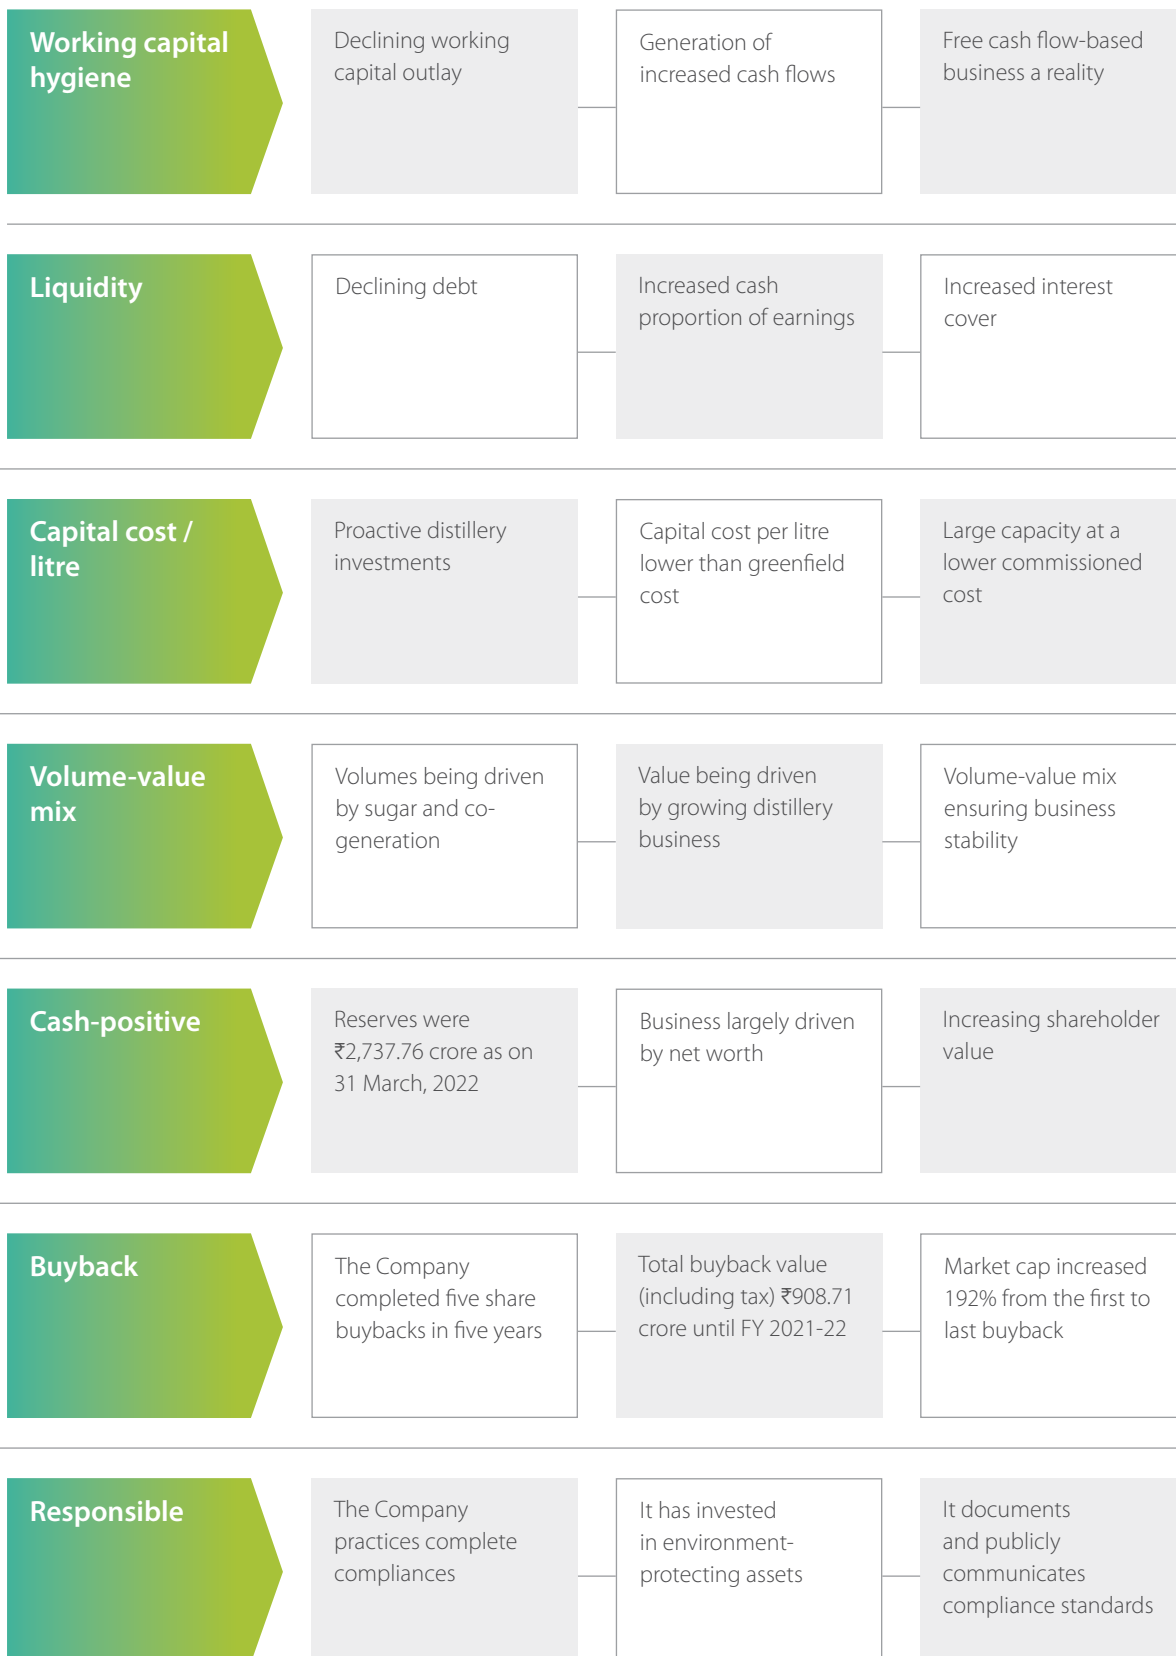 Working capital
hygiene
Declining working
capital outlay
Generation of
increased cash flows
Free cash flow-based
business a reality
Liquidity
Declining debt
Increased cash
proportion of earnings
Increased interest
cover
Capital cost /
litre
Proactive distillery
investments
Capital cost per litre
lower than greenfield
cost
Large capacity at a
lower commissioned
cost
Volume-value
mix
Volumes being driven
by sugar and co-
generation
Value being driven
by growing distillery
business
Volume-value mix
ensuring business
stability
Cash-positive
Reserves were
₹2,737.76 crore as on
31 March, 2022
Business largely driven
by net worth
Increasing shareholder
value
Buyback
The Company
completed five share
buybacks in five years
Total buyback value
(including tax) ₹908.71
crore until FY 2021-22
Market cap increased
192% from the first to
last buyback
Responsible
The Company
practices complete
compliances
It has invested
in environment-
protecting assets
It documents
and publicly
communicates
compliance standards